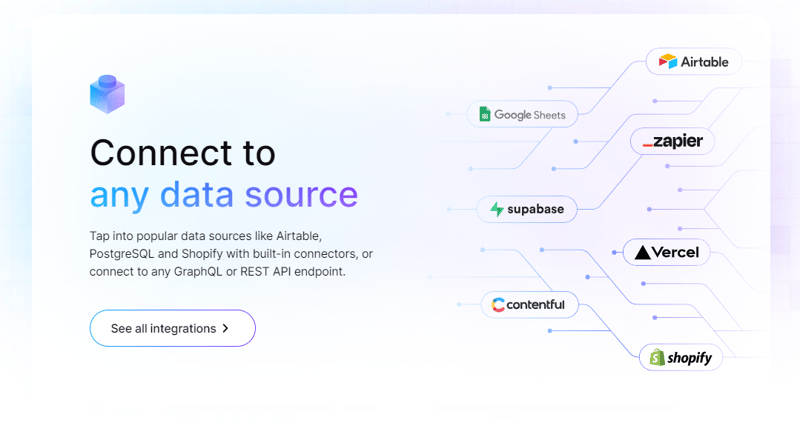 Connect to
any data source
Tap into popular data sources like Airtable,
PostgreSQL and Shopify with built-in connectors, or
connect to any GraphQL or REST API endpoint.
See all integrations
Airtable
Google Sheets
_zapier
supabase
Vercel
contentful
shopify